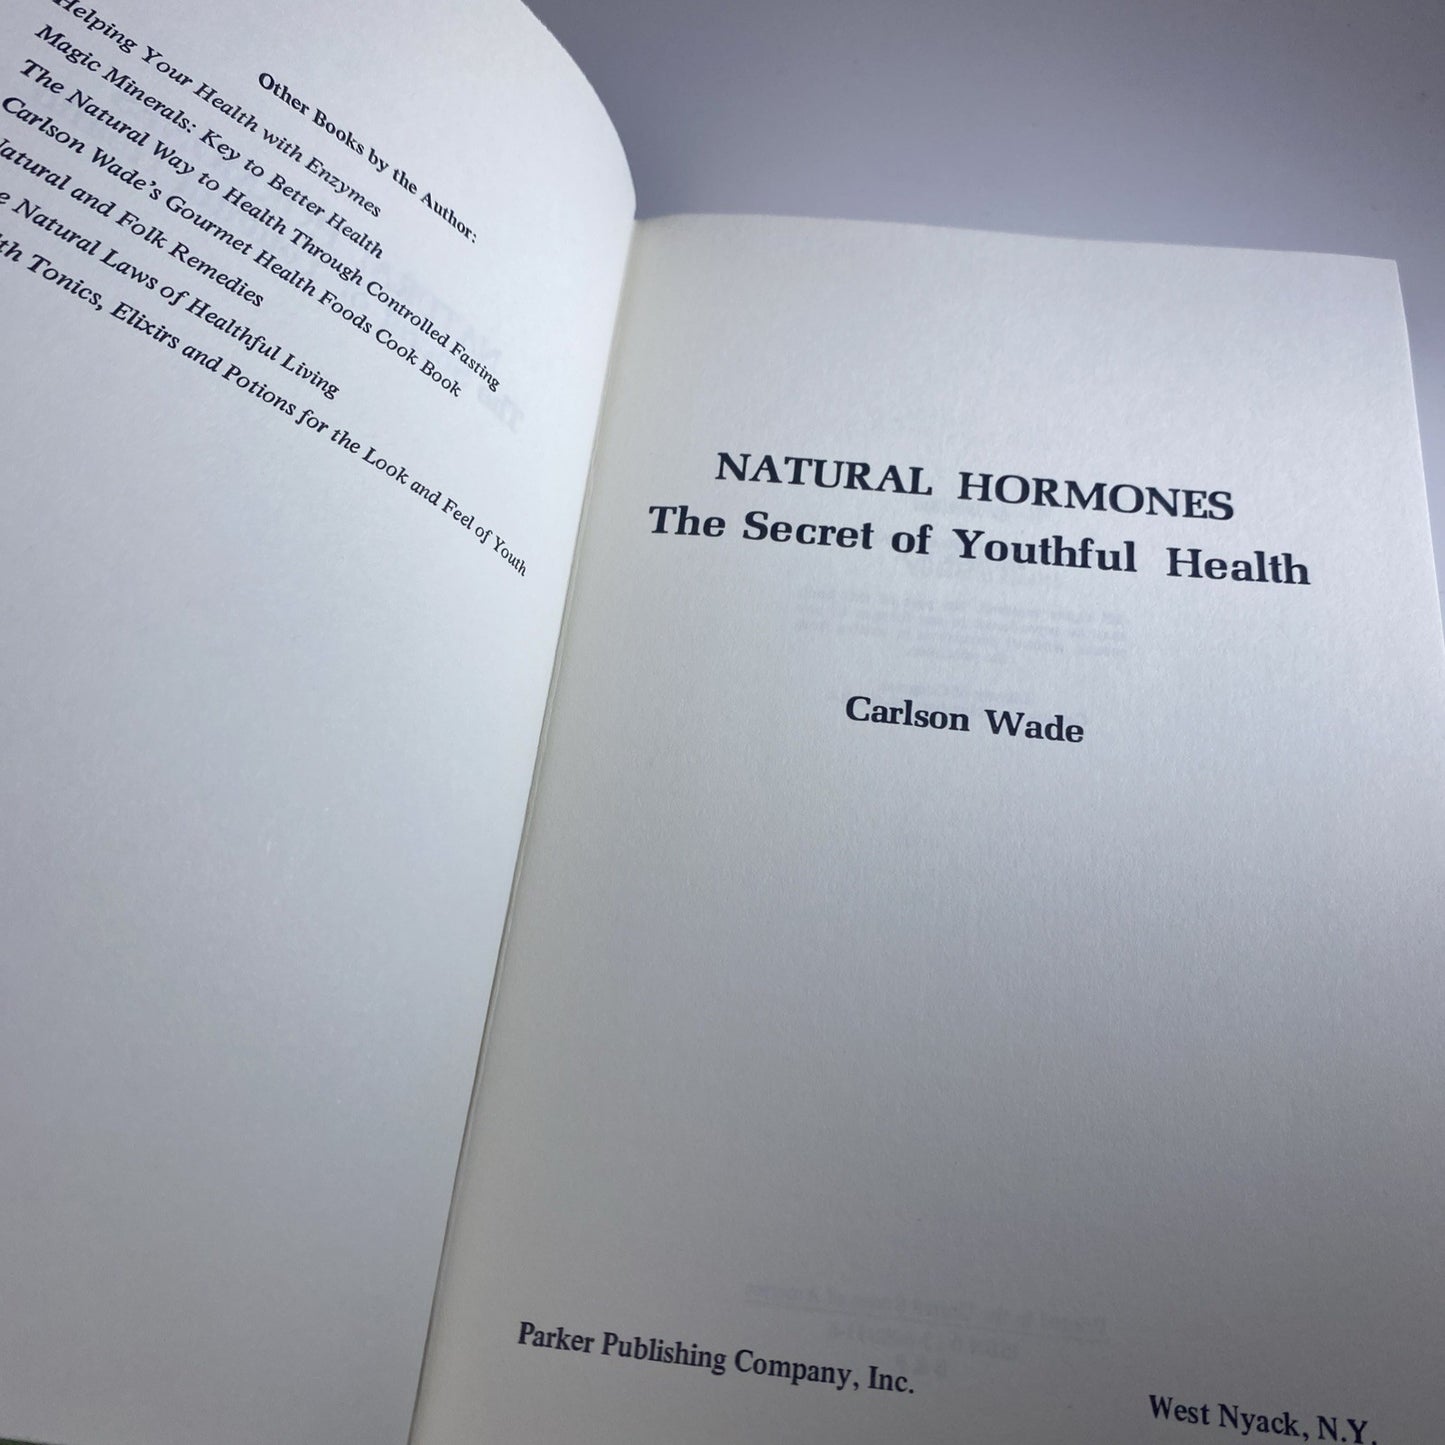 Other Books by the Author:
Helping Your Health with Enzymes
Magic Minerals: Key to Better Health
The Natural Way to Health Through Controlled Fasting
Carlson Wade's Gourmet Health Foods Cook Book
Natural and Folk Remedies
Natural Laws of Healthful Living
Tonics, Elixirs and Potions for the Look and Feel of Youth
NATURAL HORMONES
The Secret of Youthful Health
Carlson Wade
Parker Publishing Company, Inc.
West Nyack, N.Y.